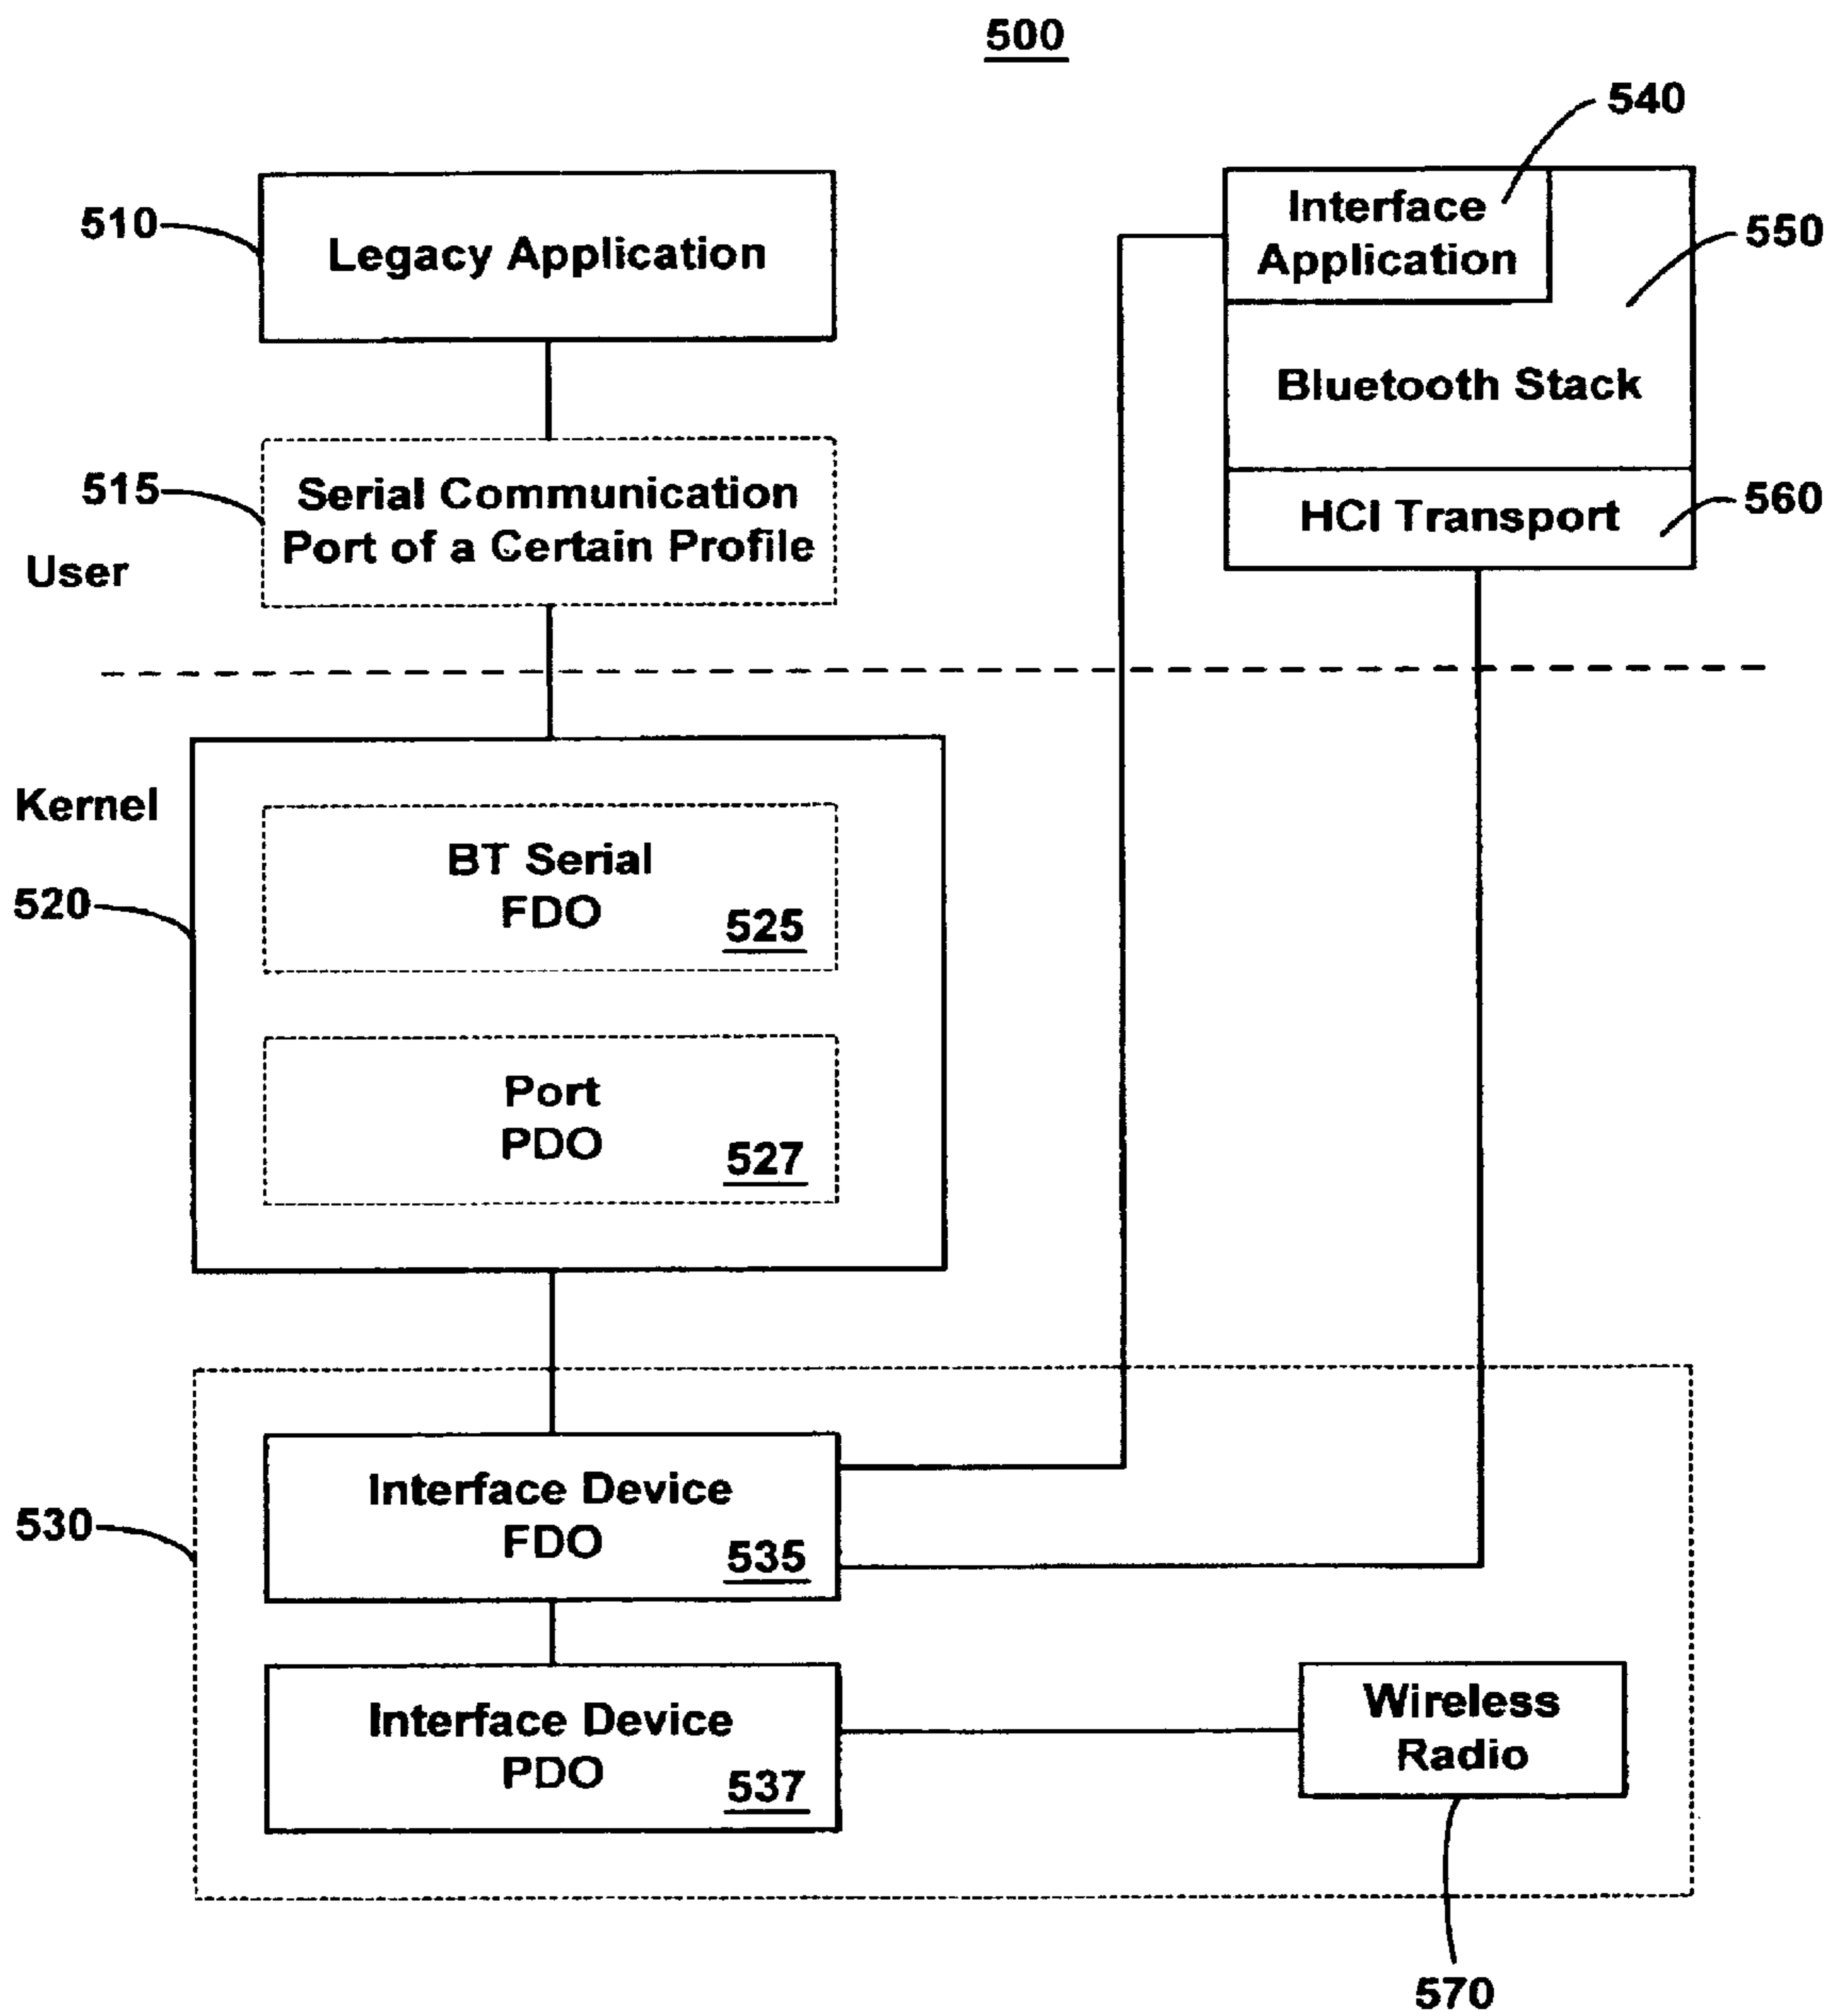 500
540
510
Legacy Application
Interface
Application
550
Bluetooth Stack
515
Serial Communication
Port of a Certain Profile
HCI Transport
560
User
Kernel
520
BT Serial
FDO
525
Port
PDO
527
530
Interface Device
FDO
535
Interface Device
PDO
537
Wireless
Radio
570